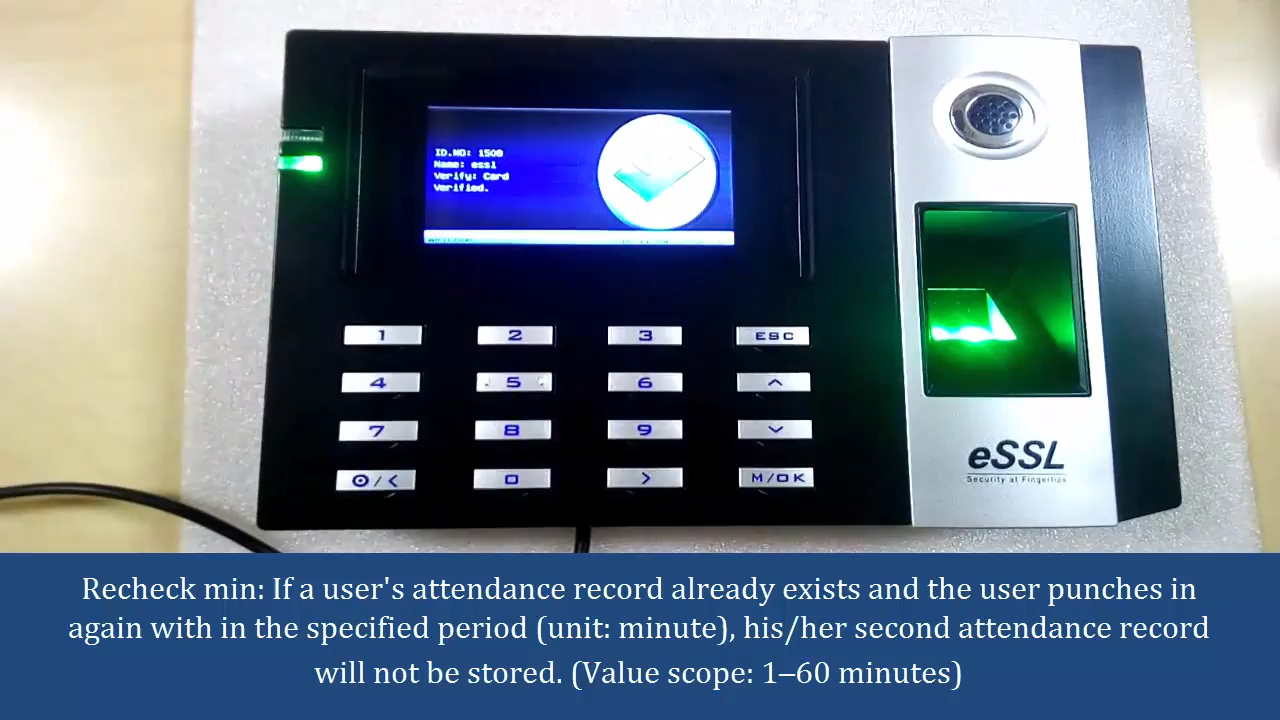 ID.NO: 1500
Name: essl
Verify: Card
Verified.
1 2 3 ESC
4 5 6 ^
7 8 9
0 > M/OK
eSSL
Security at Fingertips
Recheck min: If a user's attendance record already exists and the user punches in
again with in the specified period (unit: minute), his/her second attendance record
will not be stored. (Value scope: 1–60 minutes)